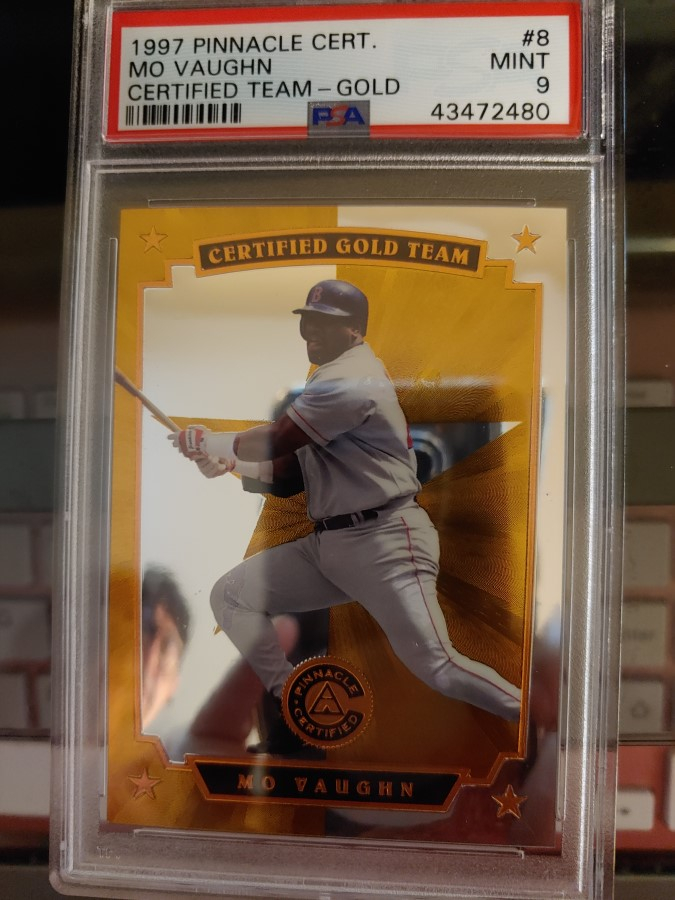 1997 PINNACLE CERT. #8
MO VAUGHN MINT
CERTIFIED TEAM - GOLD 9
PSA 43472480
CERTIFIED GOLD TEAM
B
PINNACLE
CERTIFIED
MO VAUGHN